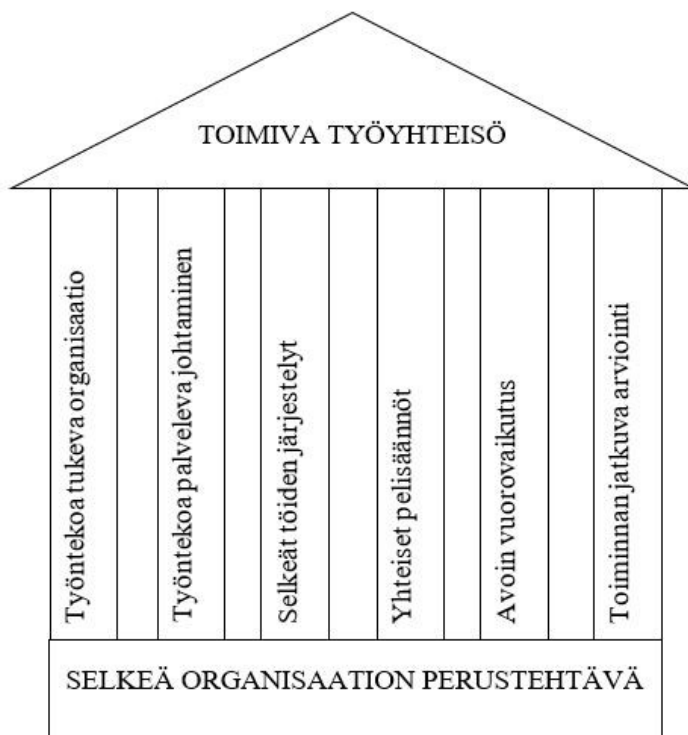 TOIMIVA TYÖYHTEISÖ
Työntekoa tukeva organisaatio
Työntekoa palveleva johtaminen
Selkeät töiden järjestelyt
Yhteiset pelisäännöt
Avoin vuorovaikutus
Toiminnan jatkuva arviointi
SELKEÄ ORGANISAATION PERUSTEHTÄVÄ